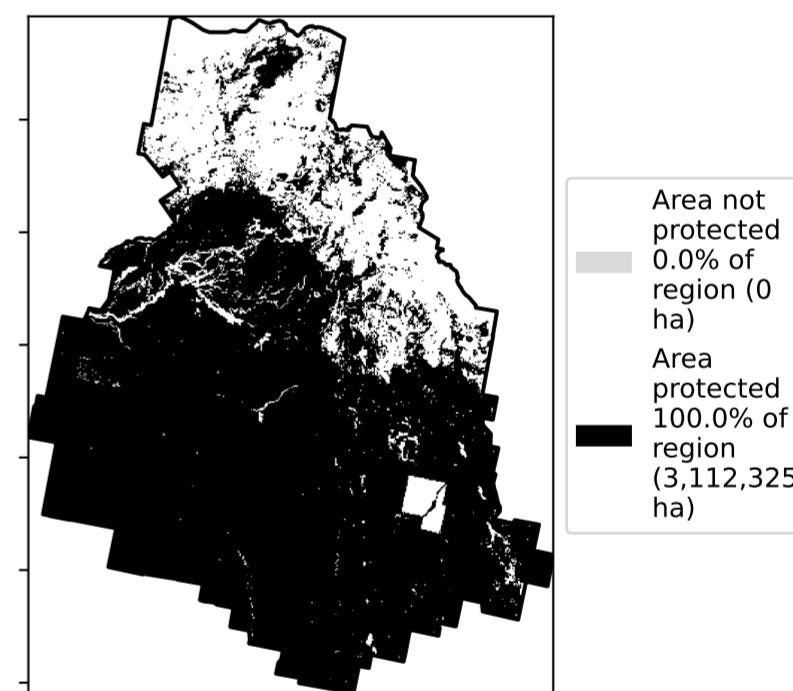 Area not
protected
0.0% of
region (0
ha)
Area
protected
100.0% of
region
(3,112,325
ha)